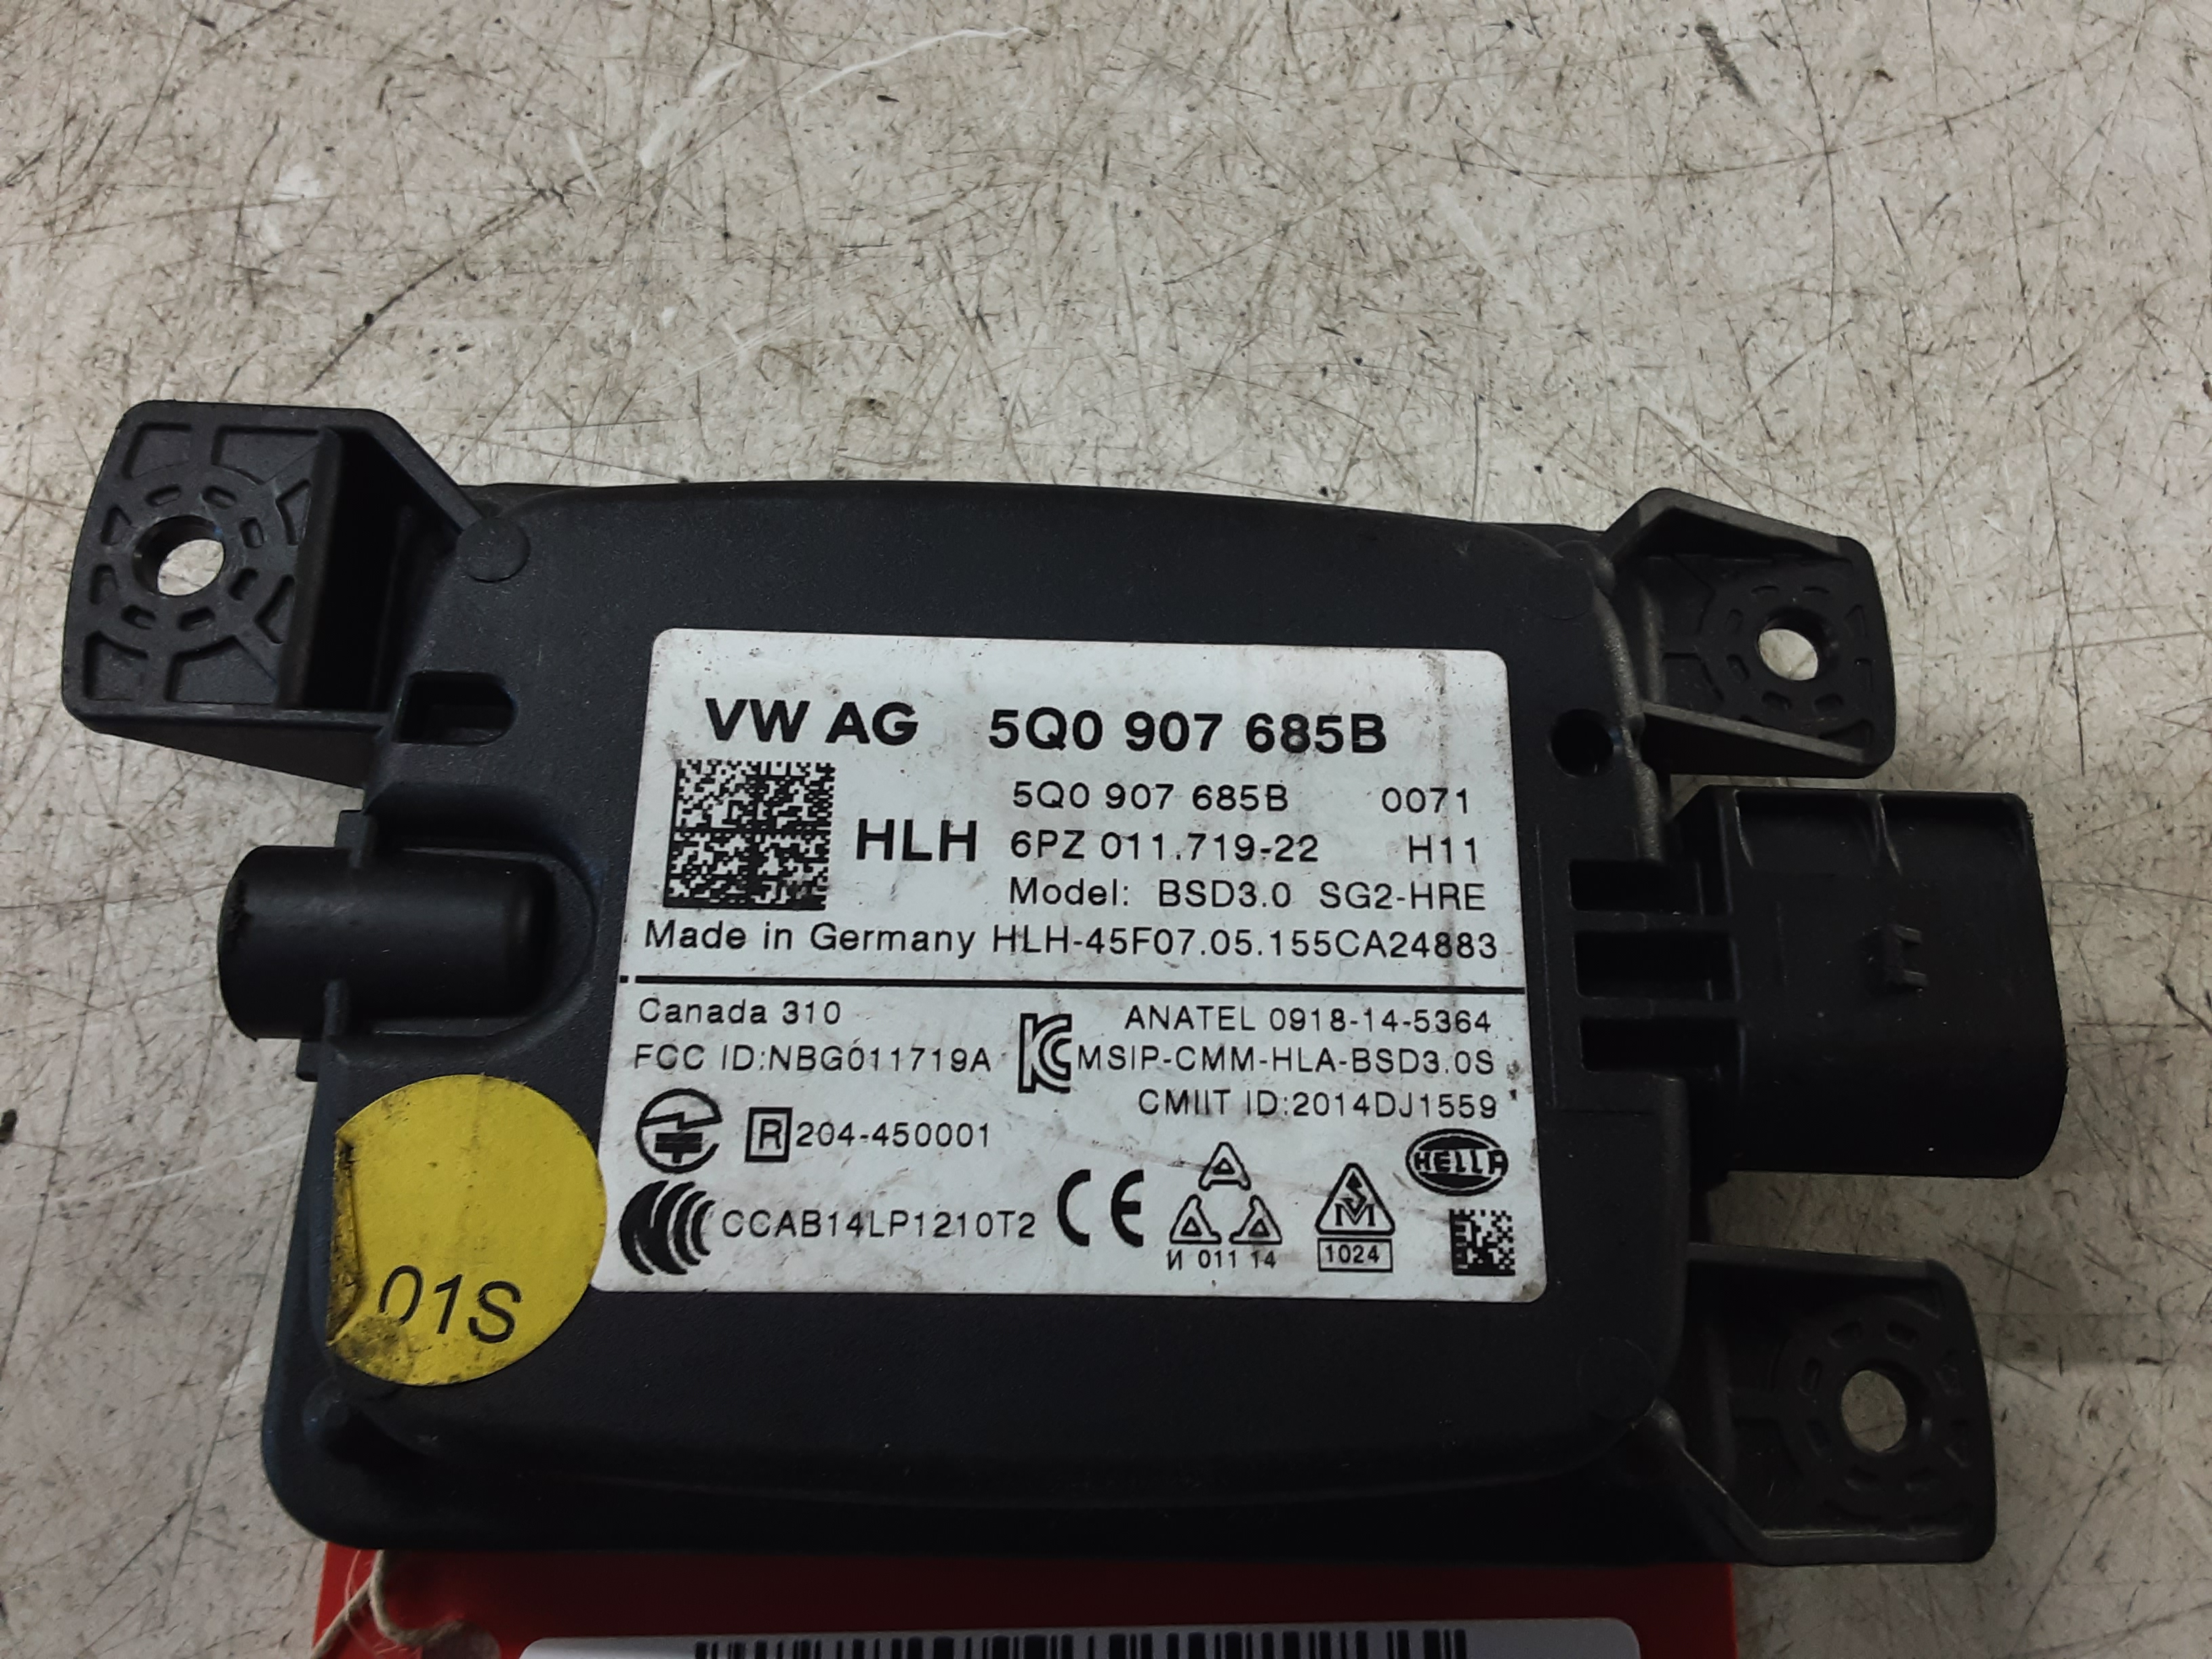 VW AG 5Q0 907 685B
5Q0 907 685B 0071
HLH 6PZ 011.719-22 H11
Model: BSD3.0 SG2-HRE
Made in Germany HLH-45F07.05.155CA24883
Canada 310 ANATEL 0918-14-5364
FCC ID:NBG011719A MSIP-CMM-HLA-BSD3.0S
CMIIT ID:2014DJ1559
R 204-450001
HELLA
CCAB14LP1210T2 CE
И 011 14
1024
01S